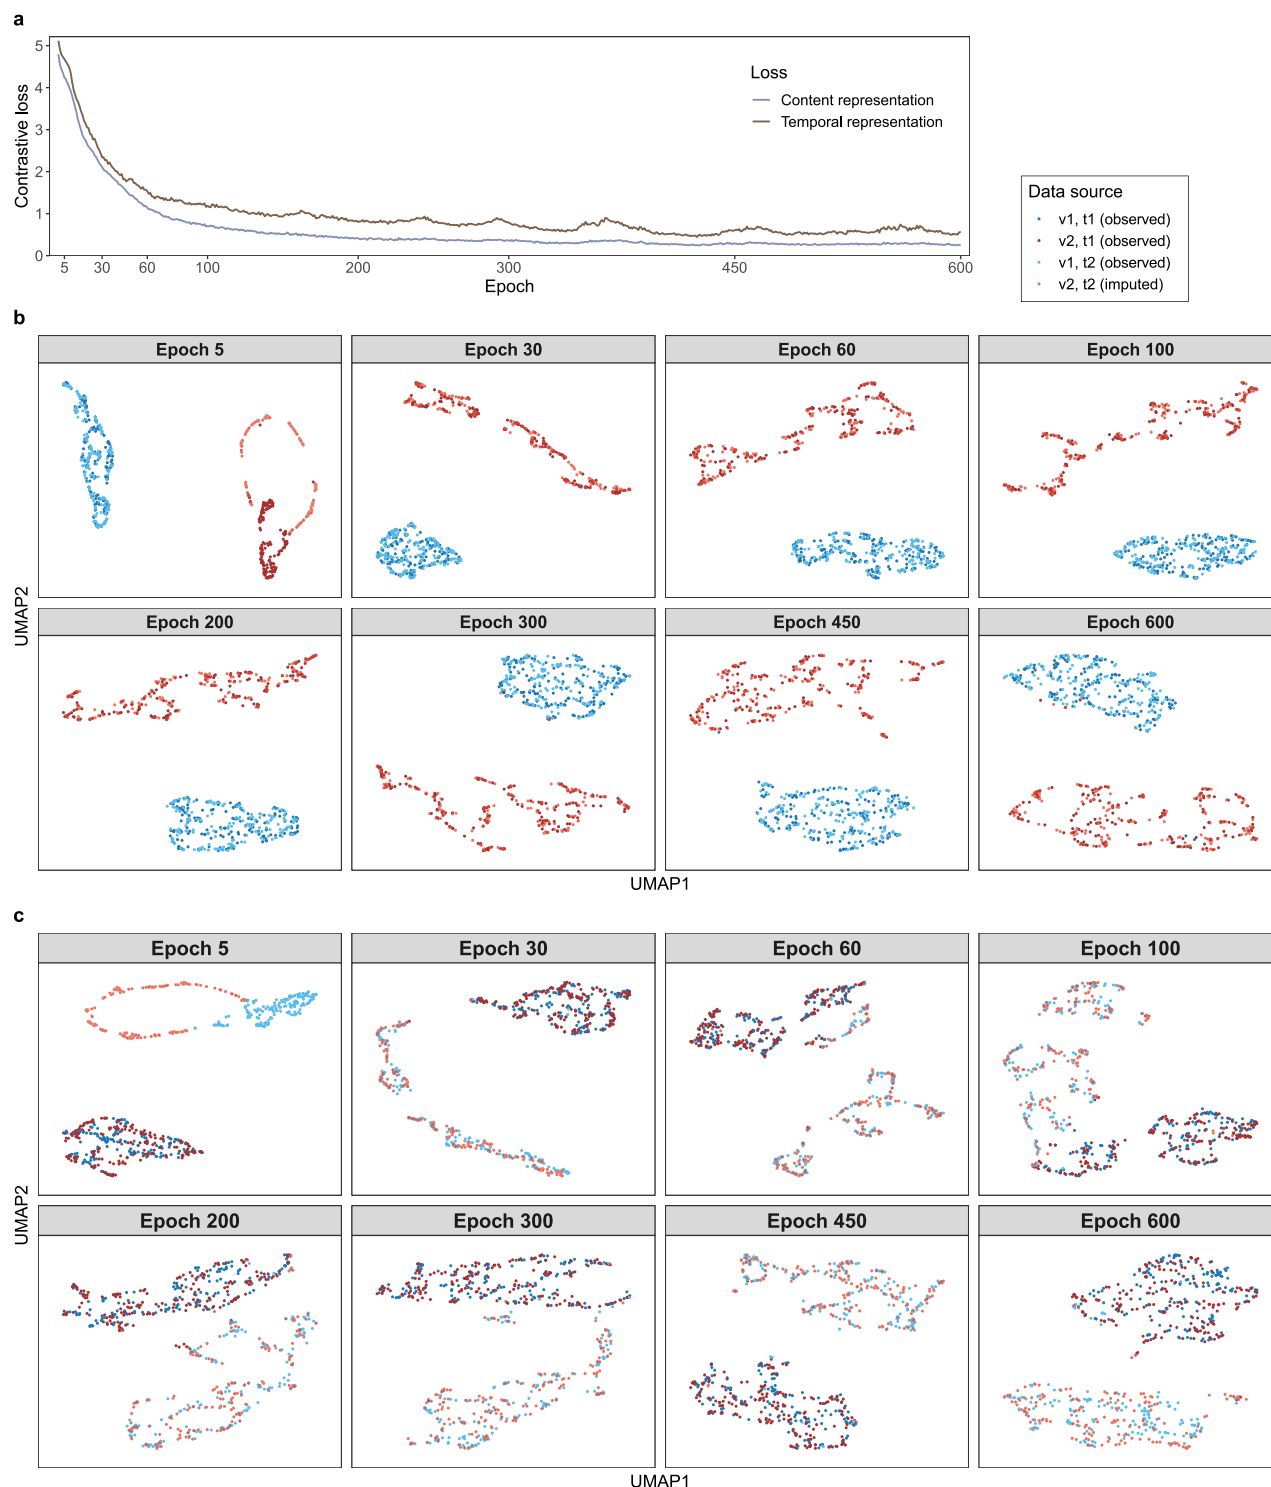 a
Contrastive loss
5
4
3
2
1
0
5 30 60 100 200 300 450 600
Epoch
Loss
Content representation
Temporal representation
Data source
v1, t1 (observed)
v2, t1 (observed)
v1, t2 (observed)
v2, t2 (imputed)
b
Epoch 5 Epoch 30 Epoch 60 Epoch 100
Epoch 200 Epoch 300 Epoch 450 Epoch 600
UMAP2
UMAP1
c
Epoch 5 Epoch 30 Epoch 60 Epoch 100
Epoch 200 Epoch 300 Epoch 450 Epoch 600
UMAP2
UMAP1